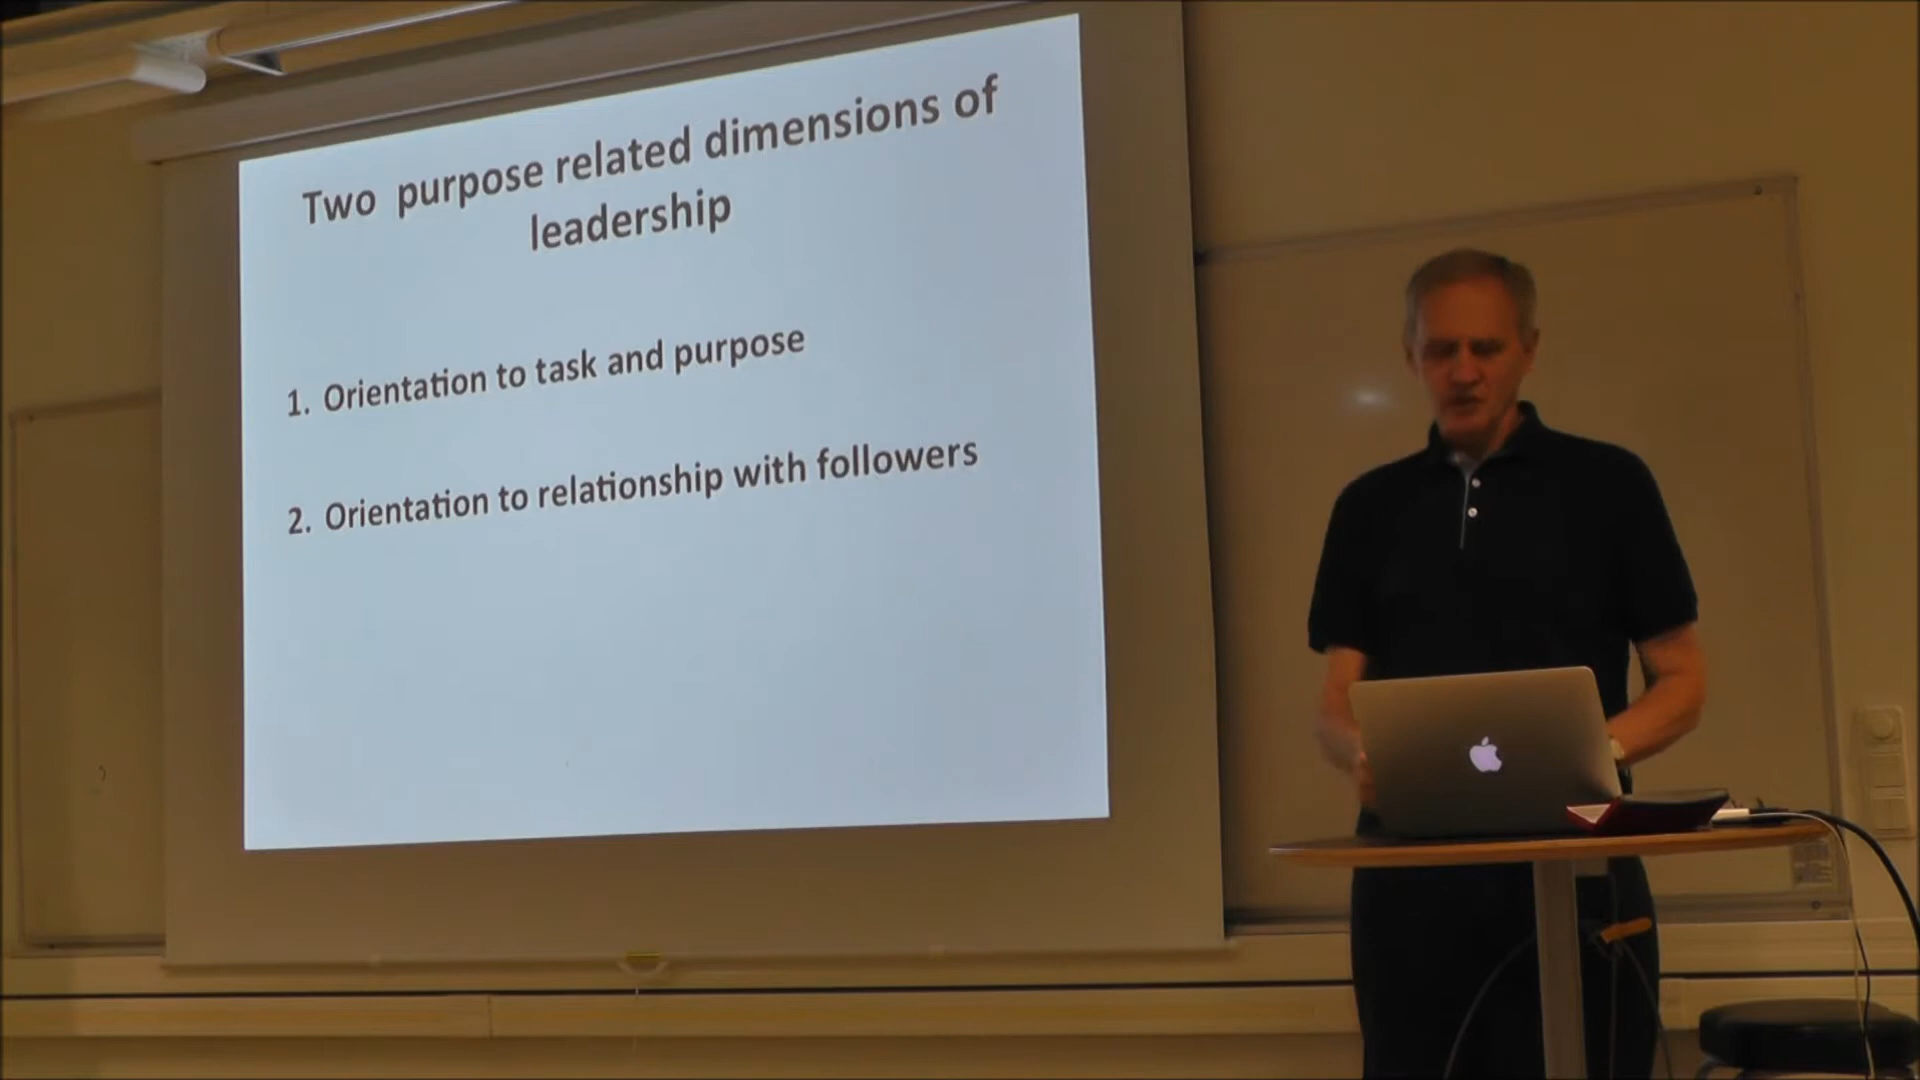 Two purpose related dimensions of
leadership
1. Orientation to task and purpose
2. Orientation to relationship with followers